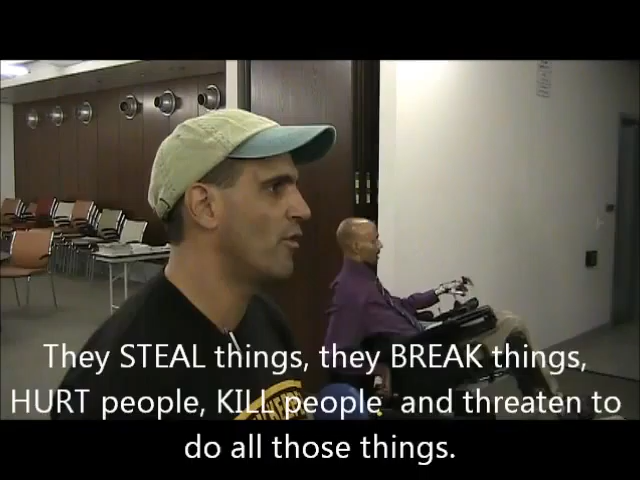 They STEAL things, they BREAK things,
HURT people, KILL people  and threaten to
do all those things.